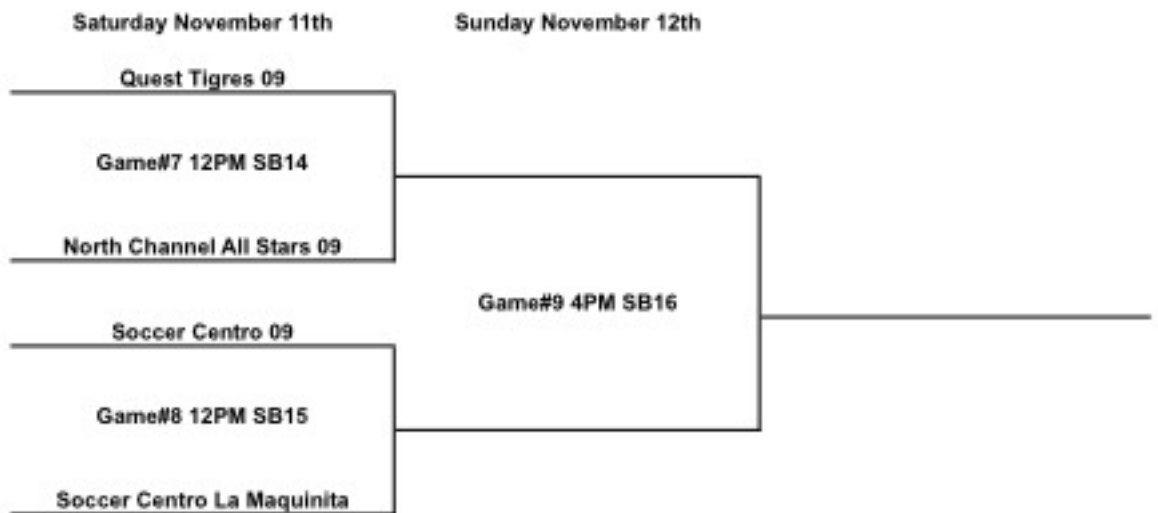 Saturday November 11th
Sunday November 12th
Quest Tigres 09
Game#7 12PM SB14
North Channel All Stars 09
Game#9 4PM SB16
Soccer Centro 09
Game#8 12PM SB15
Soccer Centro La Maquinita